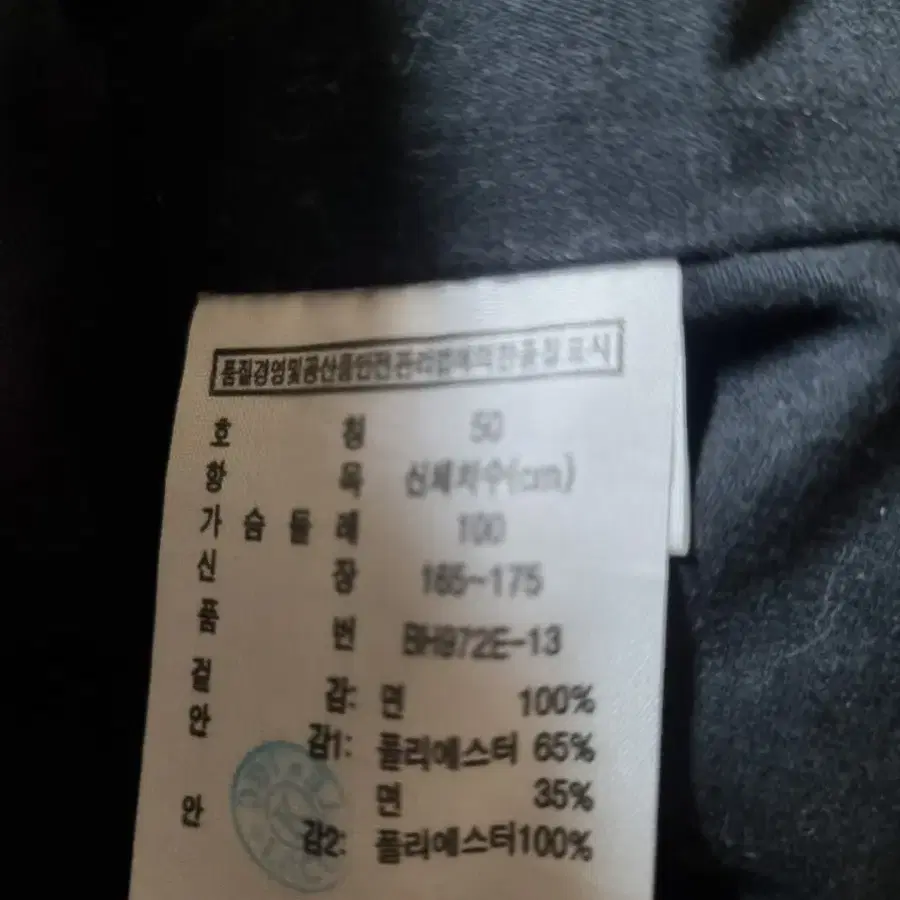 품질경영및공산품안전관리법에의한품질표시
호 칭 50
항 목 신체치수(cm)
가 슴 둘 레 100
신 장 165~175
품 번 BH972E-13
겉 감: 면 100%
안 감1: 폴리에스터 65%
면 35%
안 감2: 폴리에스터100%